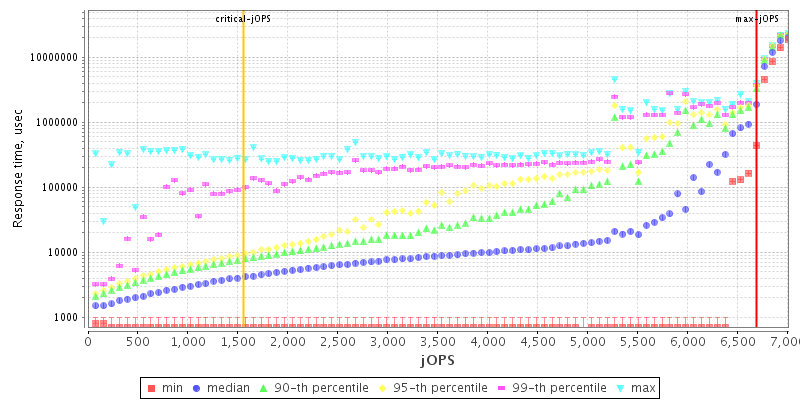 critical-jOPS max-jOPS
Response time, usec
10000000
1000000
100000
10000
1000
0 500 1,000 1,500 2,000 2,500 3,000 3,500 4,000 4,500 5,000 5,500 6,000 6,500 7,000
jOPS
min median 90-th percentile 95-th percentile 99-th percentile max